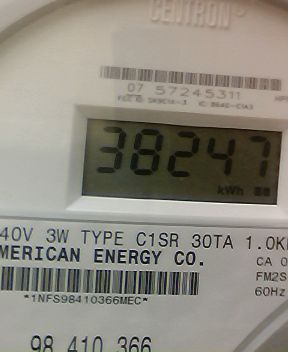 CENTRON®
07 57245311
38247
kWh
40V 3W TYPE C1SR 30TA 1.0K
MERICAN ENERGY CO.
CA 0
FM2S
60Hz
*1NFS98410366MEC*
98 410 366